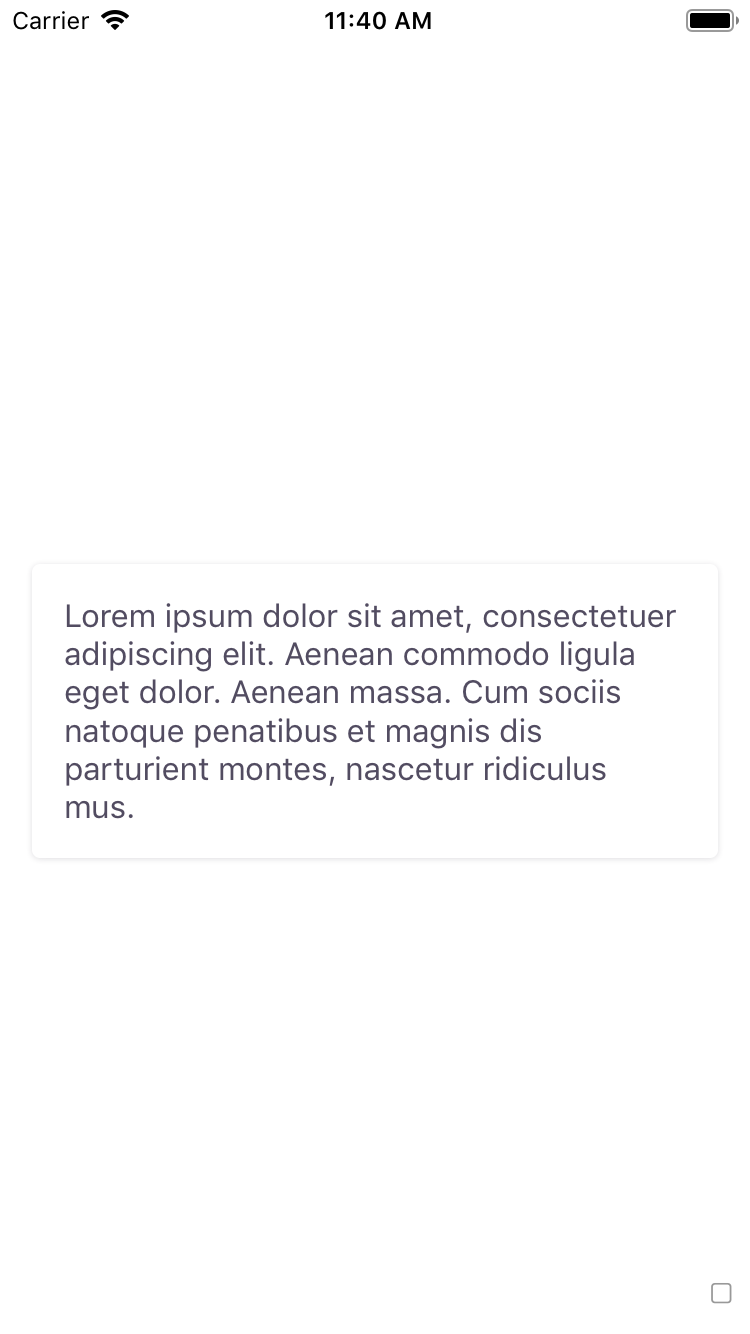 Carrier 11:40 AM
Lorem ipsum dolor sit amet, consectetuer
adipiscing elit. Aenean commodo ligula
eget dolor. Aenean massa. Cum sociis
natoque penatibus et magnis dis
parturient montes, nascetur ridiculus
mus.